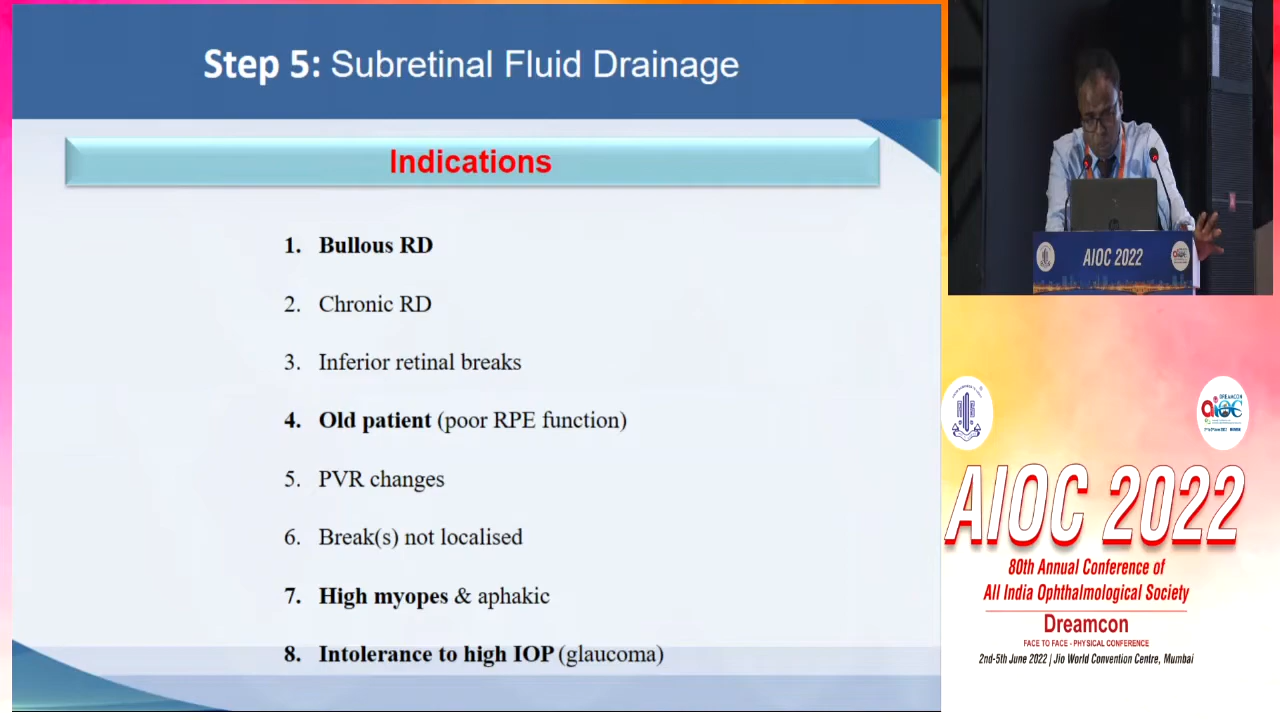 Step 5: Subretinal Fluid Drainage
Indications
1. Bullous RD
2. Chronic RD
3. Inferior retinal breaks
4. Old patient (poor RPE function)
5. PVR changes
6. Break(s) not localised
7. High myopes & aphakic
8. Intolerance to high IOP (glaucoma)
AIOC 2022
DREAMCON
aioc
AIOC 2022
80th Annual Conference of
All India Ophthalmological Society
Dreamcon
FACE TO FACE - PHYSICAL CONFERENCE
2nd-5th June 2022 | Jio World Convention Centre, Mumbai